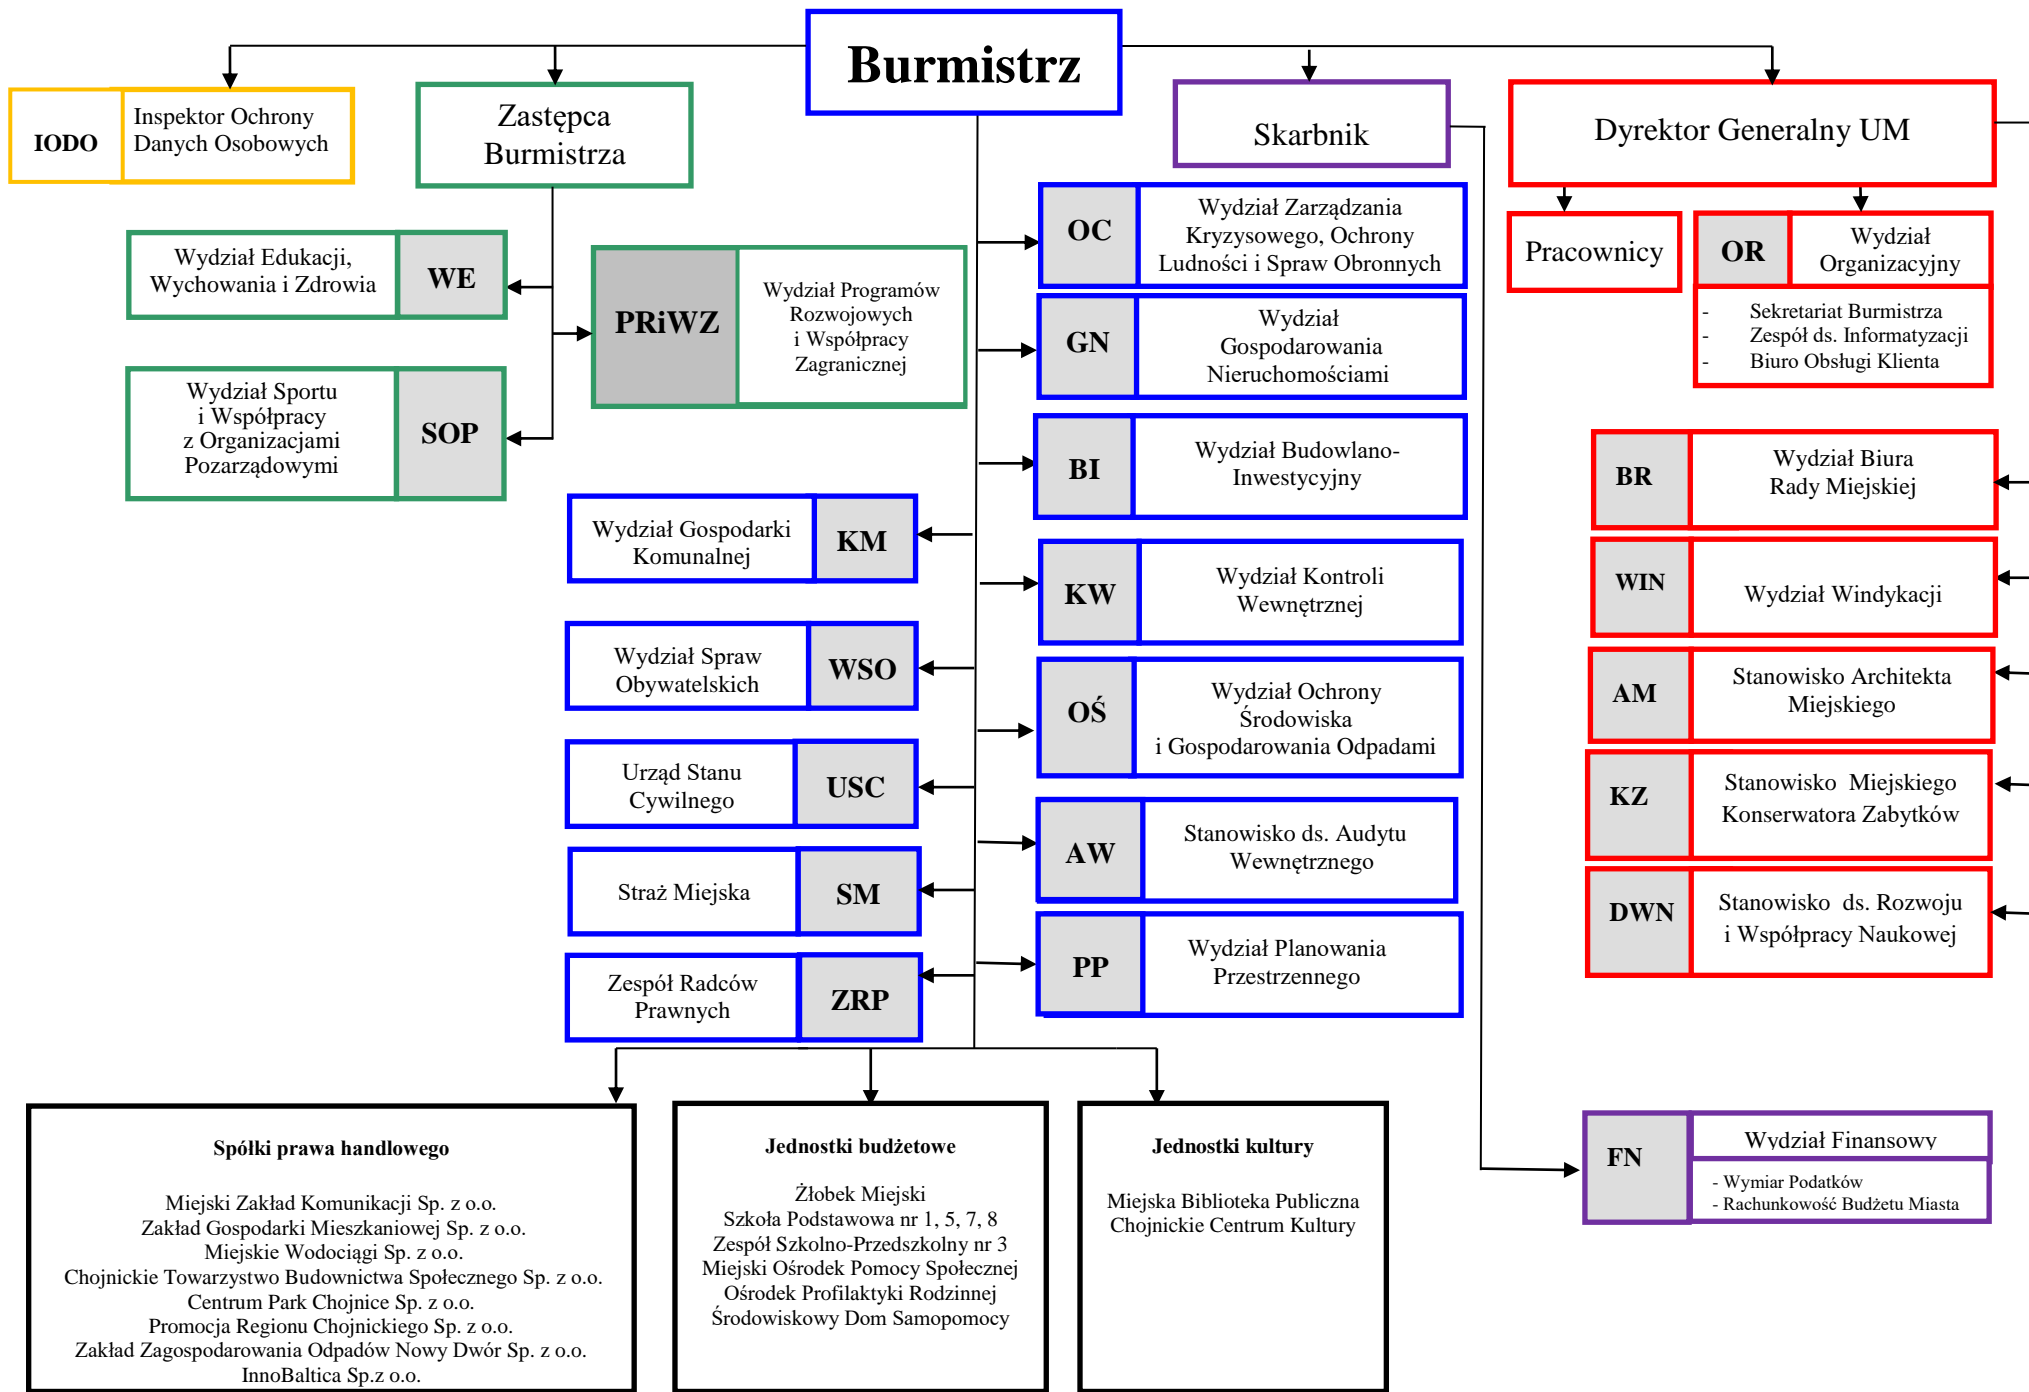 Burmistrz
IODO
Inspektor Ochrony
Danych Osobowych
Zastępca
Burmistrza
Skarbnik
Dyrektor Generalny UM
Wydział Edukacji,
Wychowania i Zdrowia
WE
Wydział Sportu
i Współpracy
z Organizacjami
Pozarządowymi
SOP
PRiWZ
Wydział Programów
Rozwojowych
i Współpracy
Zagranicznej
Wydział Gospodarki
Komunalnej
KM
Wydział Spraw
Obywatelskich
WSO
Urząd Stanu
Cywilnego
USC
Straż Miejska
SM
Zespół Radców
Prawnych
ZRP
OC
Wydział Zarządzania
Kryzysowego, Ochrony
Ludności i Spraw Obronnych
GN
Wydział
Gospodarowania
Nieruchomościami
BI
Wydział Budowlano-
Inwestycyjny
KW
Wydział Kontroli
Wewnętrznej
OŚ
Wydział Ochrony
Środowiska
i Gospodarowania Odpadami
AW
Stanowisko ds. Audytu
Wewnętrznego
PP
Wydział Planowania
Przestrzennego
Pracownicy
OR
Wydział
Organizacyjny
- Sekretariat Burmistrza
- Zespół ds. Informatyzacji
- Biuro Obsługi Klienta
BR
Wydział Biura
Rady Miejskiej
WIN
Wydział Windykacji
AM
Stanowisko Architekta
Miejskiego
KZ
Stanowisko Miejskiego
Konserwatora Zabytków
DWN
Stanowisko ds. Rozwoju
i Współpracy Naukowej
FN
Wydział Finansowy
- Wymiar Podatków
- Rachunkowość Budżetu Miasta
Spółki prawa handlowego
Miejski Zakład Komunikacji Sp. z o.o.
Zakład Gospodarki Mieszkaniowej Sp. z o.o.
Miejskie Wodociągi Sp. z o.o.
Chojnickie Towarzystwo Budownictwa Społecznego Sp. z o.o.
Centrum Park Chojnice Sp. z o.o.
Promocja Regionu Chojnickiego Sp. z o.o.
Zakład Zagospodarowania Odpadów Nowy Dwór Sp. z o.o.
InnoBaltica Sp.z o.o.
Jednostki budżetowe
Żłobek Miejski
Szkoła Podstawowa nr 1, 5, 7, 8
Zespół Szkolno-Przedszkolny nr 3
Miejski Ośrodek Pomocy Społecznej
Ośrodek Profilaktyki Rodzinnej
Środowiskowy Dom Samopomocy
Jednostki kultury
Miejska Biblioteka Publiczna
Chojnickie Centrum Kultury